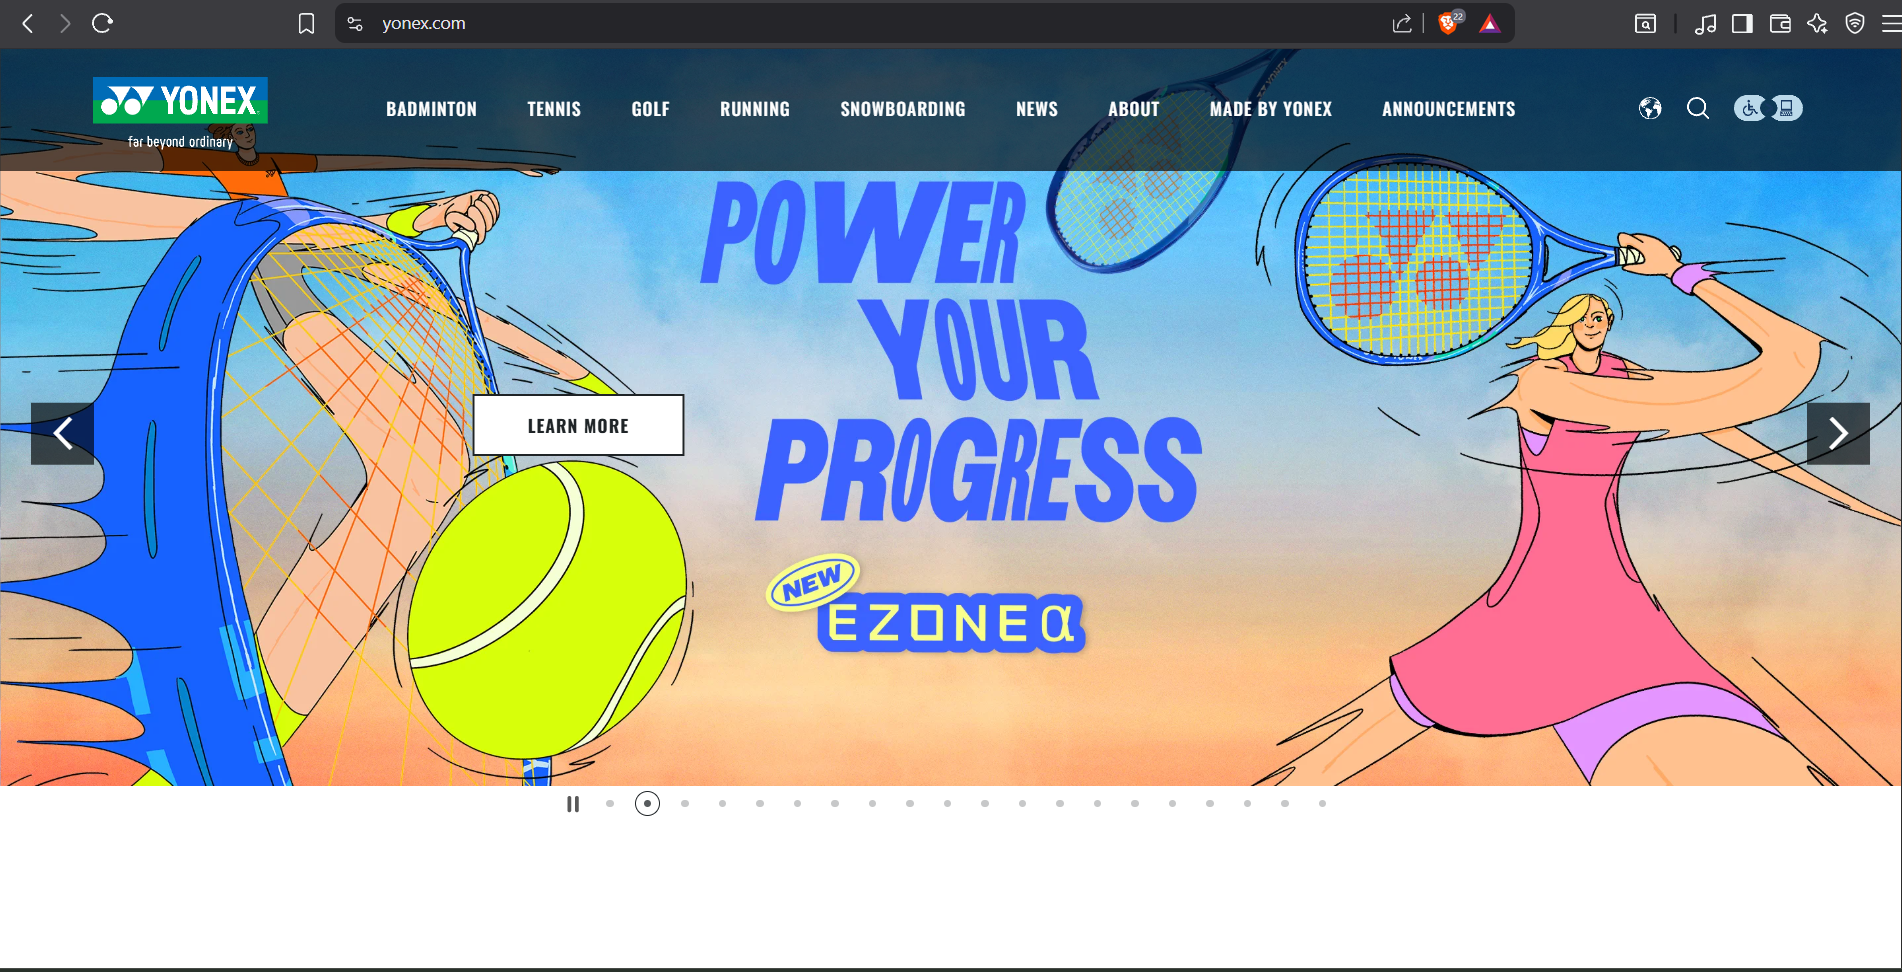 yonex.com
22
YONEX
far beyond ordinary
BADMINTON
TENNIS
GOLF
RUNNING
SNOWBOARDING
NEWS
ABOUT
MADE BY YONEX
ANNOUNCEMENTS
POWER
YOUR
PROGRESS
LEARN MORE
NEW
EZONE α